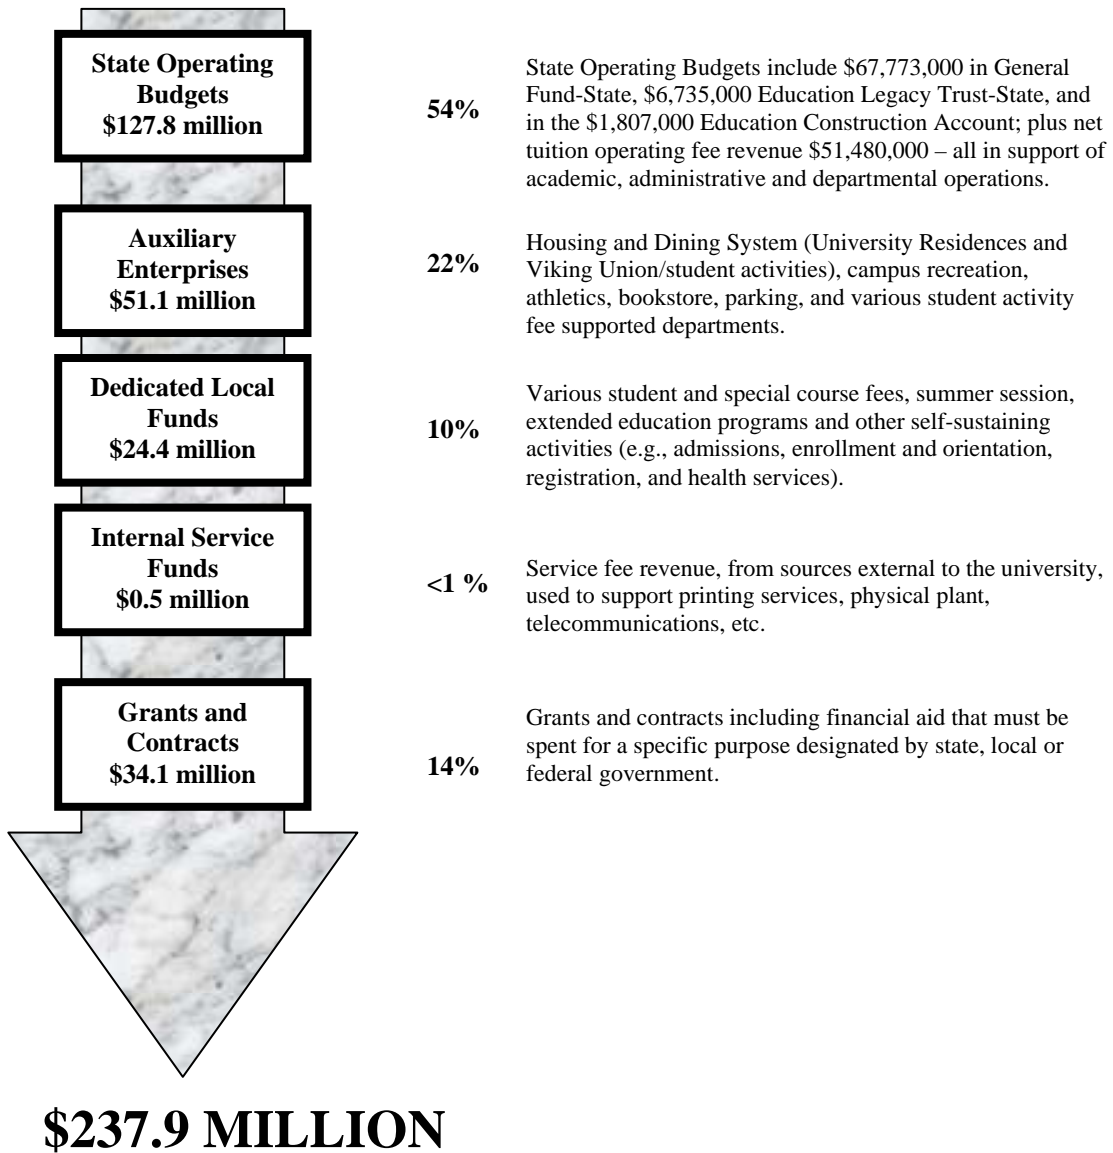 State Operating
Budgets
$127.8 million
54%
State Operating Budgets include $67,773,000 in General
Fund-State, $6,735,000 Education Legacy Trust-State, and
in the $1,807,000 Education Construction Account; plus net
tuition operating fee revenue $51,480,000 – all in support of
academic, administrative and departmental operations.
Auxiliary
Enterprises
$51.1 million
22%
Housing and Dining System (University Residences and
Viking Union/student activities), campus recreation,
athletics, bookstore, parking, and various student activity
fee supported departments.
Dedicated Local
Funds
$24.4 million
10%
Various student and special course fees, summer session,
extended education programs and other self-sustaining
activities (e.g., admissions, enrollment and orientation,
registration, and health services).
Internal Service
Funds
$0.5 million
<1 %
Service fee revenue, from sources external to the university,
used to support printing services, physical plant,
telecommunications, etc.
Grants and
Contracts
$34.1 million
14%
Grants and contracts including financial aid that must be
spent for a specific purpose designated by state, local or
federal government.
$237.9 MILLION